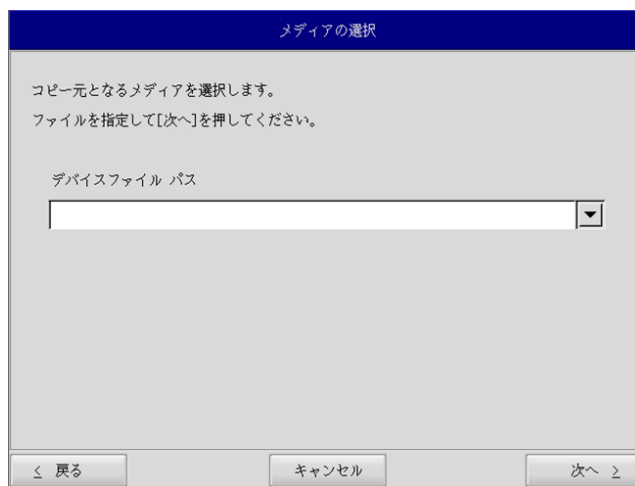 メディアの選択
コピー元となるメディアを選択します。
ファイルを指定して[次へ]を押してください。
デバイスファイル パス
< 戻る
キャンセル
次へ >